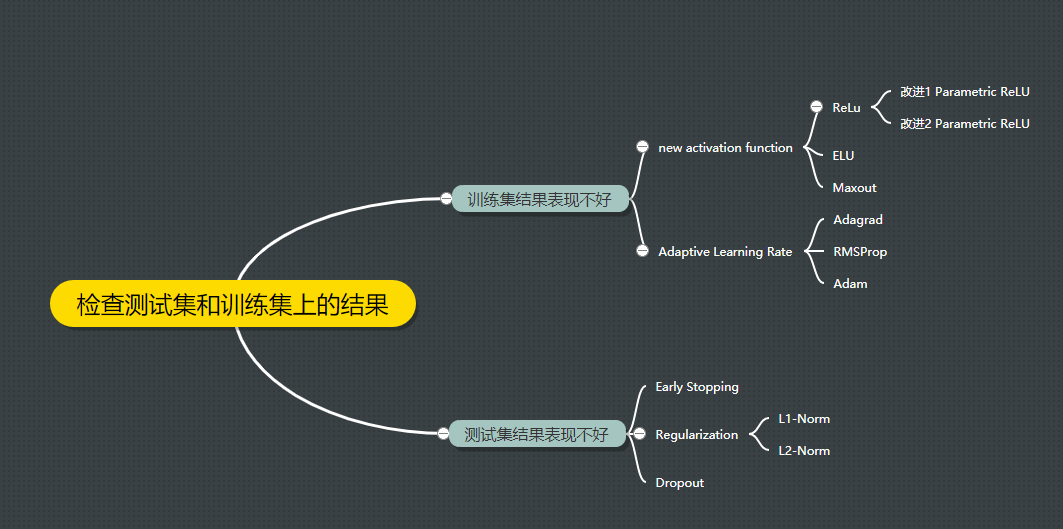 检查测试集和训练集上的结果
训练集结果表现不好
new activation function
ReLu
改进1 Parametric ReLU
改进2 Parametric ReLU
ELU
Maxout
Adaptive Learning Rate
Adagrad
RMSProp
Adam
测试集结果表现不好
Early Stopping
Regularization
L1-Norm
L2-Norm
Dropout